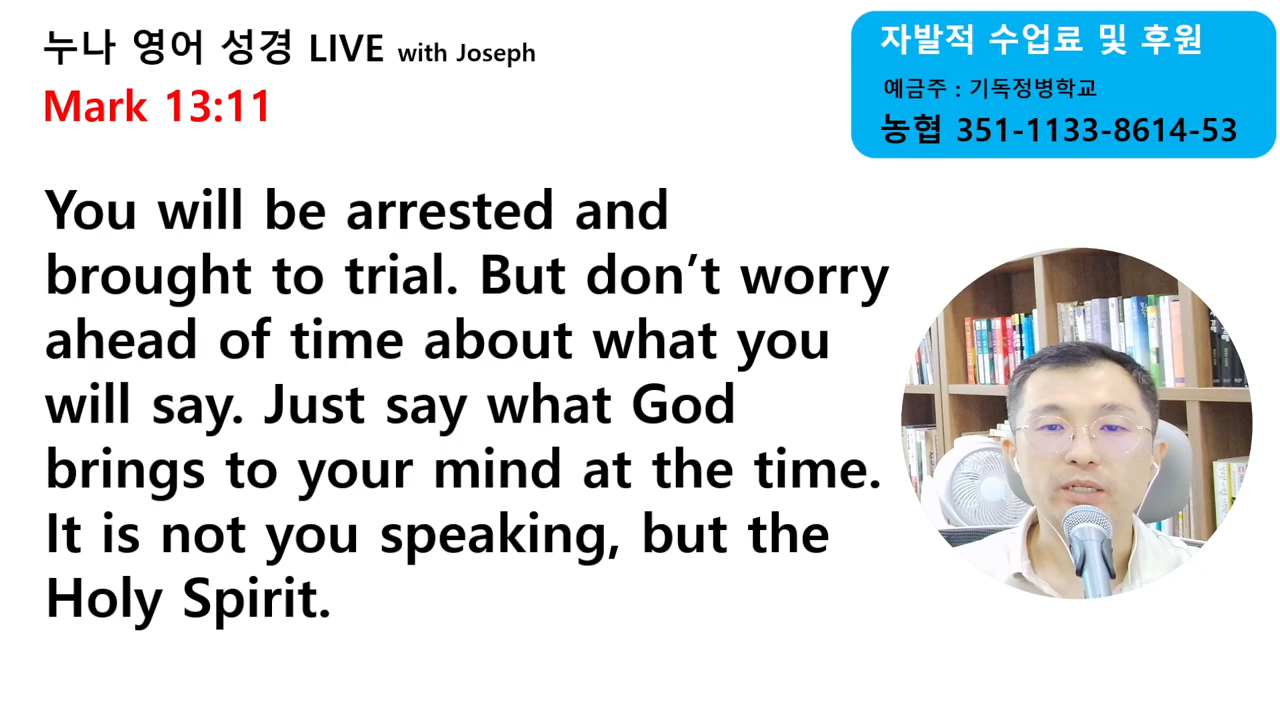 누나 영어 성경 LIVE with Joseph
Mark 13:11
자발적 수업료 및 후원
예금주 : 기독정병학교
농협 351-1133-8614-53
You will be arrested and
brought to trial. But don’t worry
ahead of time about what you
will say. Just say what God
brings to your mind at the time.
It is not you speaking, but the
Holy Spirit.